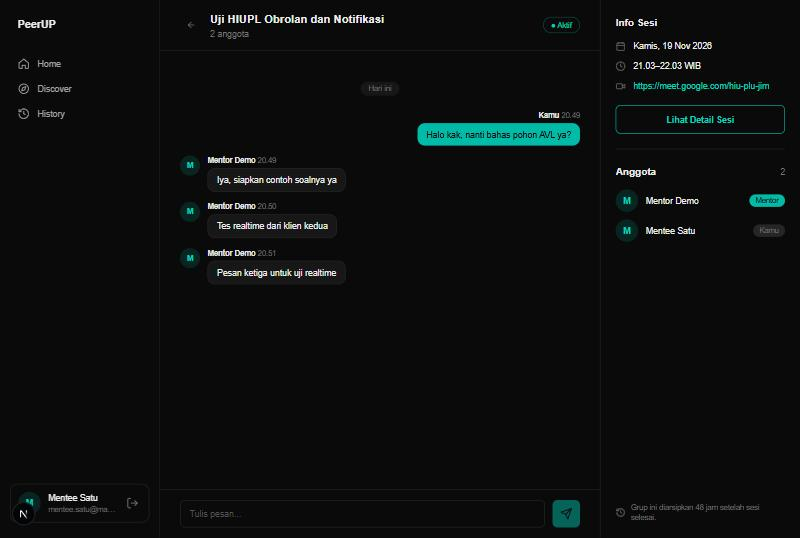 PeerUP
Home
Discover
History
M
Mentee Satu
mentee.satu@ma...
N
Uji HIUPL Obrolan dan Notifikasi
2 anggota
Aktif
Hari ini
Kamu 20.49
Halo kak, nanti bahas pohon AVL ya?
M
Mentor Demo 20.49
Iya, siapkan contoh soalnya ya
M
Mentor Demo 20.50
Tes realtime dari klien kedua
M
Mentor Demo 20.51
Pesan ketiga untuk uji realtime
Tulis pesan...
Info Sesi
Kamis, 19 Nov 2026
21.03–22.03 WIB
https://meet.google.com/hiu-plu-jim
Lihat Detail Sesi
Anggota 2
M Mentor Demo Mentor
M Mentee Satu Kamu
Grup ini diarsipkan 48 jam setelah sesi
selesai.